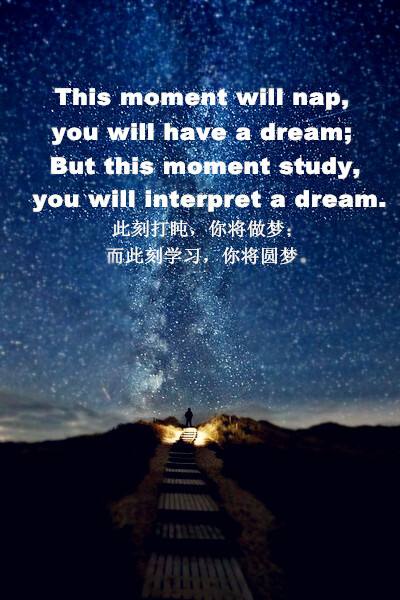 This moment will nap,
you will have a dream;
But this moment study,
you will interpret a dream.
此刻打盹，你将做梦；
而此刻学习，你将圆梦。